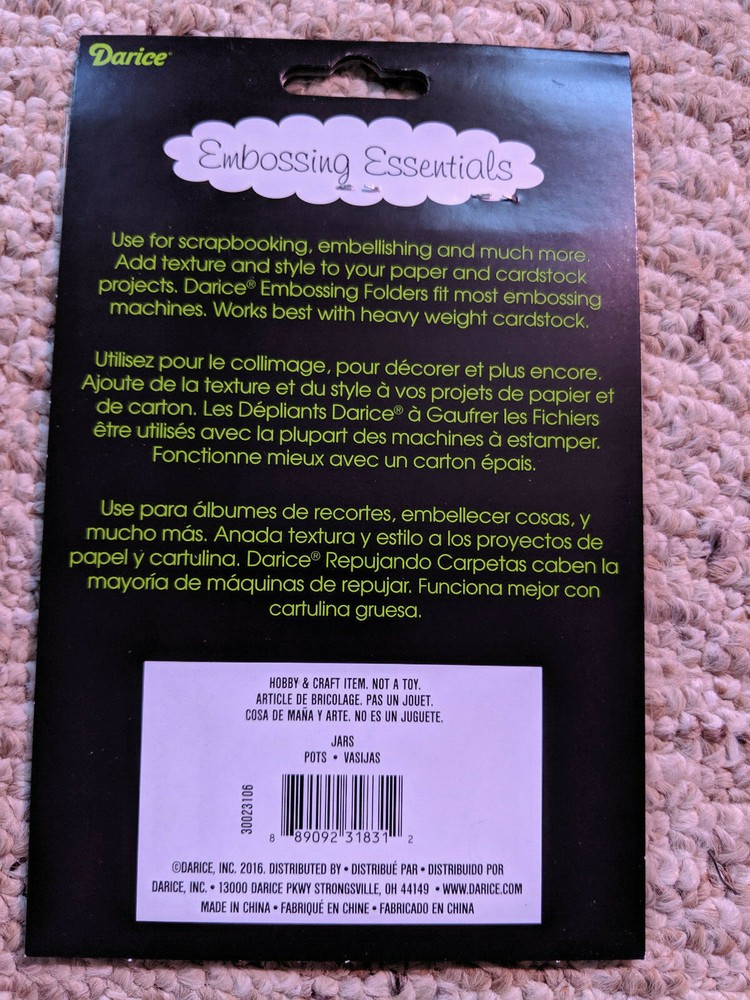 Darice®
Embossing Essentials
Use for scrapbooking, embellishing and much more.
Add texture and style to your paper and cardstock
projects. Darice® Embossing Folders fit most embossing
machines. Works best with heavy weight cardstock.
Utilisez pour le collimage, pour décorer et plus encore.
Ajoute de la texture et du style à vos projets de papier et
de carton. Les Dépliants Darice® à Gaufrer les Fichiers
être utilisés avec la plupart des machines à estamper.
Fonctionne mieux avec un carton épais.
Use para álbumes de recortes, embellecer cosas, y
mucho más. Anada textura y estilo a los proyectos de
papel y cartulina. Darice® Repujando Carpetas caben la
mayoría de máquinas de repujar. Funciona mejor con
cartulina gruesa.
HOBBY & CRAFT ITEM. NOT A TOY.
ARTICLE DE BRICOLAGE. PAS UN JOUET.
COSA DE MAÑA Y ARTE. NO ES UN JUGUETE.
JARS
POTS • VASIJAS
30023106
8 89092 31831 2
©DARICE, INC. 2016. DISTRIBUTED BY • DISTRIBUÉ PAR • DISTRIBUIDO POR
DARICE, INC. • 13000 DARICE PKWY STRONGSVILLE, OH 44149 • WWW.DARICE.COM
MADE IN CHINA • FABRIQUÉ EN CHINE • FABRICADO EN CHINA